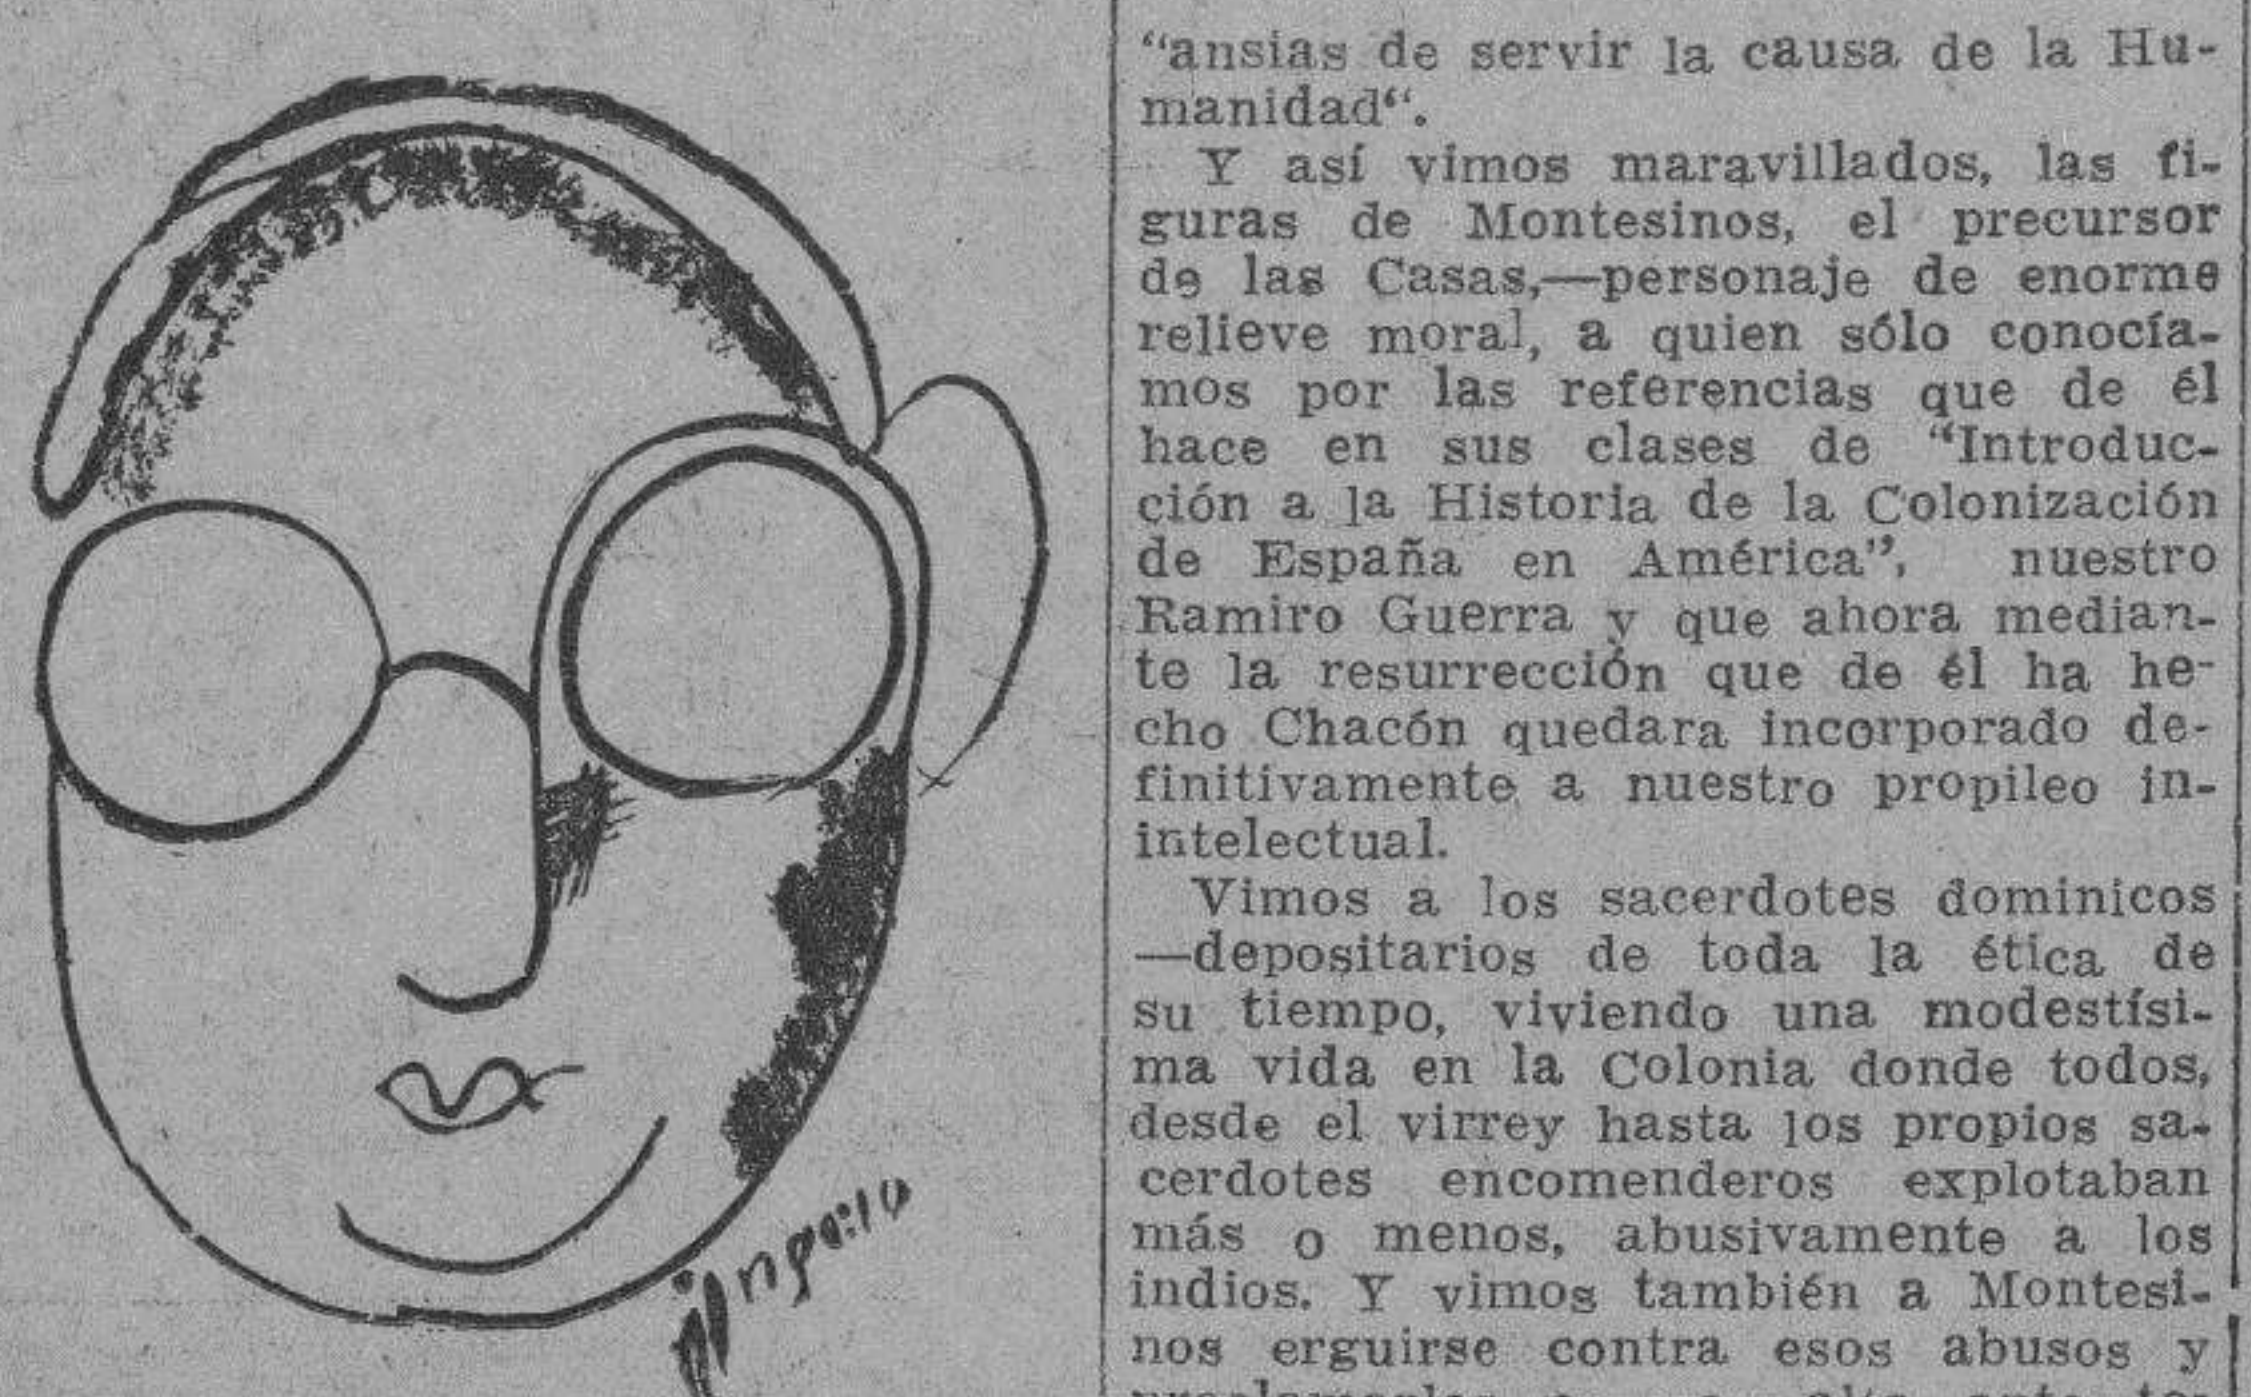 “ansias de servir la causa de la Hu-
manidad“.
Y así vimos maravillados, las fi-
guras de Montesinos, el precursor
de las Casas,—personaje de enorme
relieve moral, a quien sólo conocía-
mos por las referencias que de él
hace en sus clases de “Introduc-
ción a la Historia de la Colonización
de España en América”, nuestro
Ramiro Guerra y que ahora median-
te la resurrección que de él ha he-
cho Chacón quedara incorporado de-
finitivamente a nuestro propileo in-
intelectual.
Vimos a los sacerdotes dominicos
—depositarios de toda la ética de
su tiempo, viviendo una modestísi-
ma vida en la Colonia donde todos,
desde el virrey hasta los propios sa-
cerdotes encomenderos explotaban
más o menos, abusivamente a los
indios. Y vimos también a Montesi-
nos erguirse contra esos abusos y